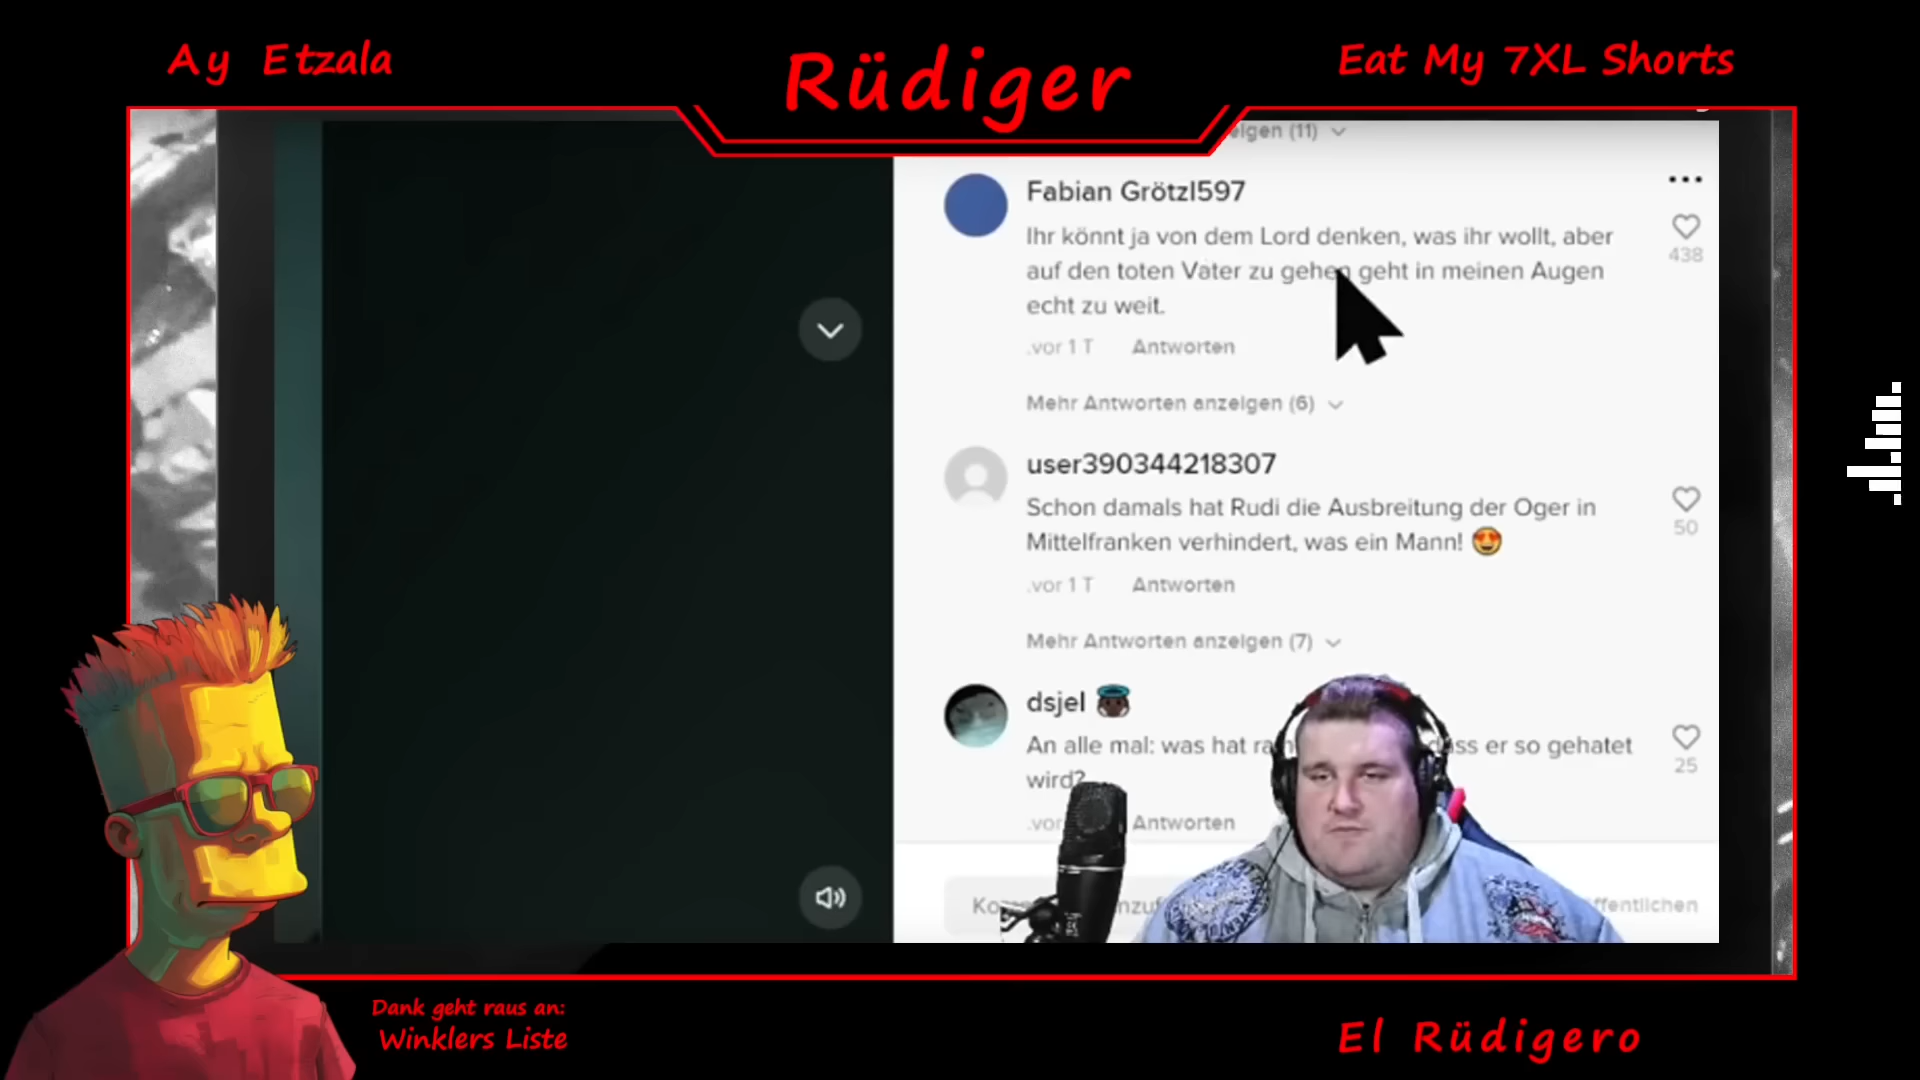 Ay Etzala
Rüdiger
Eat My 7XL Shorts
eigen (11)
Fabian Grötzl597
Ihr könnt ja von dem Lord denken, was ihr wollt, aber
auf den toten Vater zu gehen geht in meinen Augen
echt zu weit.
.vor 1 T Antworten
438
Mehr Antworten anzeigen (6)
user390344218307
Schon damals hat Rudi die Ausbreitung der Oger in
Mittelfranken verhindert, was ein Mann! 😍
.vor 1 T Antworten
50
Mehr Antworten anzeigen (7)
dsjel
An alle mal: was hat dass er so gehatet
wird?
25
.vor Antworten
Dank geht raus an:
Winklers Liste
El Rüdigero